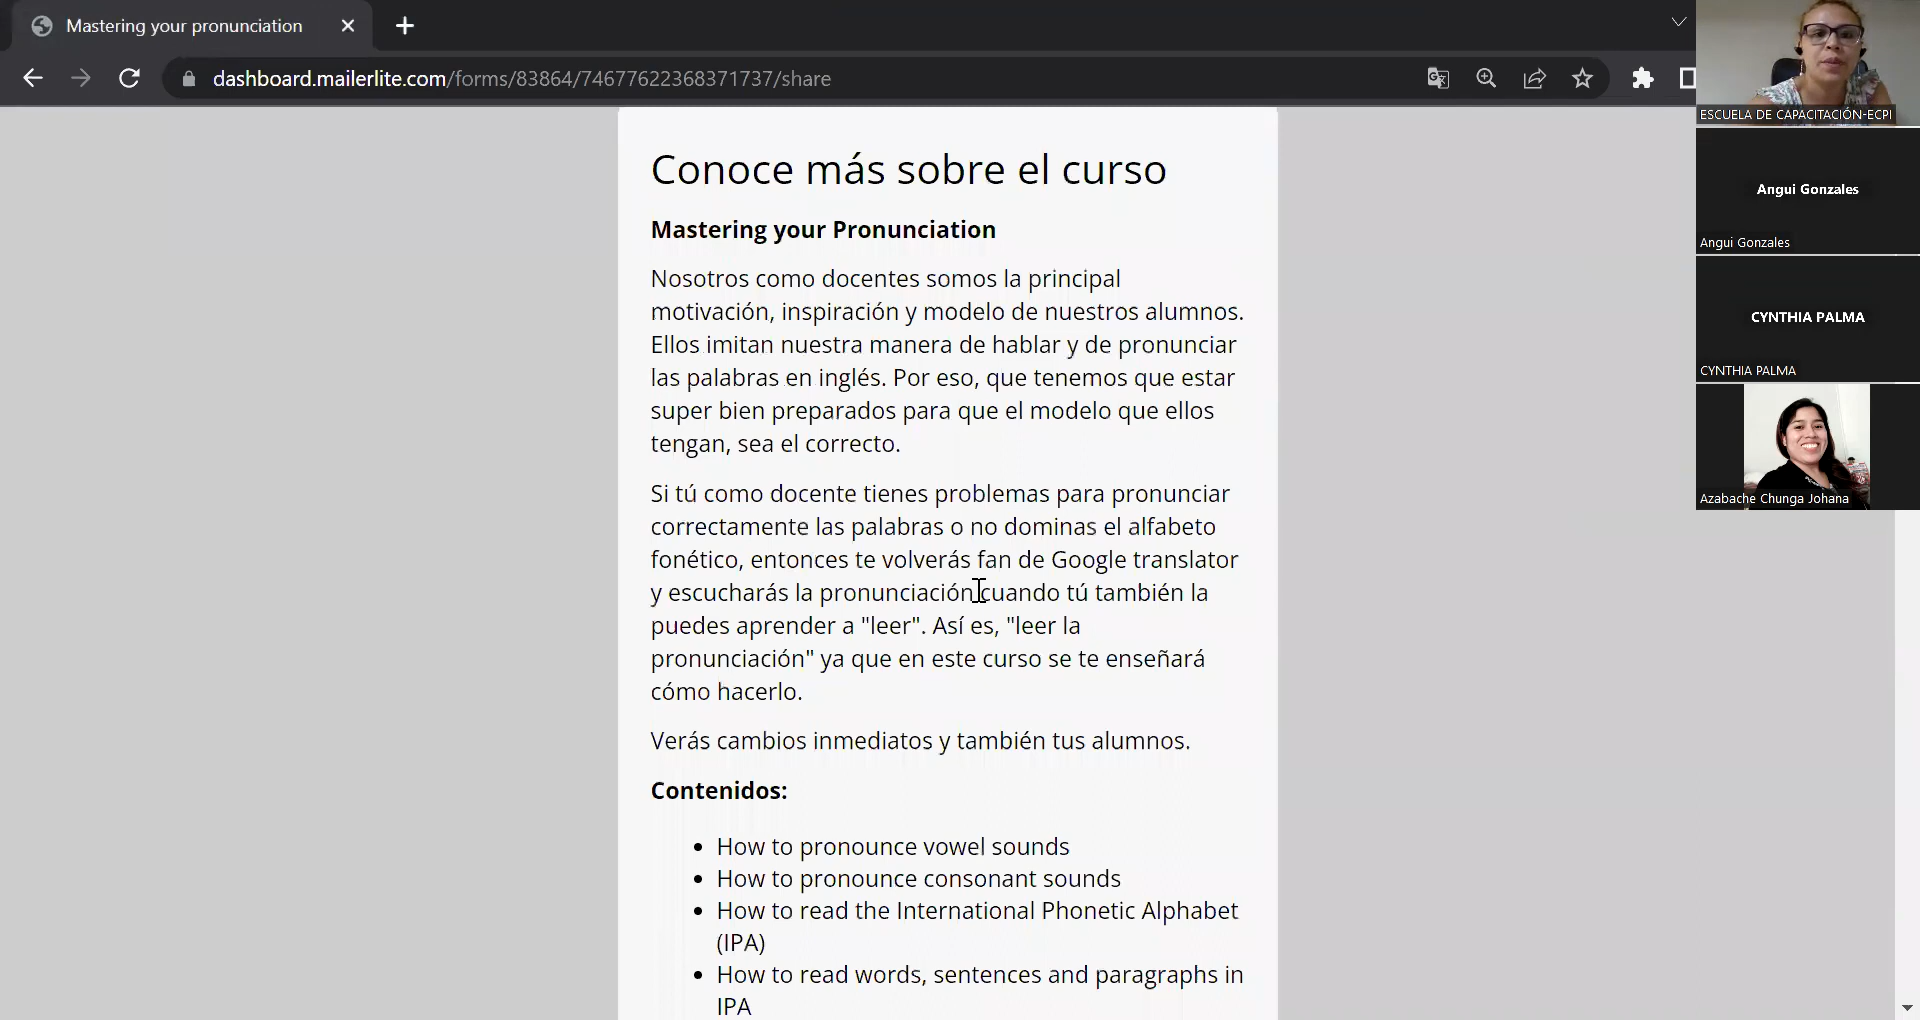 Mastering your pronunciation
dashboard.mailerlite.com/forms/83864/74677622368371737/share
Conoce más sobre el curso
Mastering your Pronunciation
Nosotros como docentes somos la principal
motivación, inspiración y modelo de nuestros alumnos.
Ellos imitan nuestra manera de hablar y de pronunciar
las palabras en inglés. Por eso, que tenemos que estar
super bien preparados para que el modelo que ellos
tengan, sea el correcto.
Si tú como docente tienes problemas para pronunciar
correctamente las palabras o no dominas el alfabeto
fonético, entonces te volverás fan de Google translator
y escucharás la pronunciación cuando tú también la
puedes aprender a "leer". Así es, "leer la
pronunciación" ya que en este curso se te enseñará
cómo hacerlo.
Verás cambios inmediatos y también tus alumnos.
Contenidos:
• How to pronounce vowel sounds
• How to pronounce consonant sounds
• How to read the International Phonetic Alphabet
(IPA)
• How to read words, sentences and paragraphs in
IPA
ESCUELA DE CAPACITACIÓN-ECPI
Angui Gonzales
Angui Gonzales
CYNTHIA PALMA
CYNTHIA PALMA
Azabache Chunga Johana